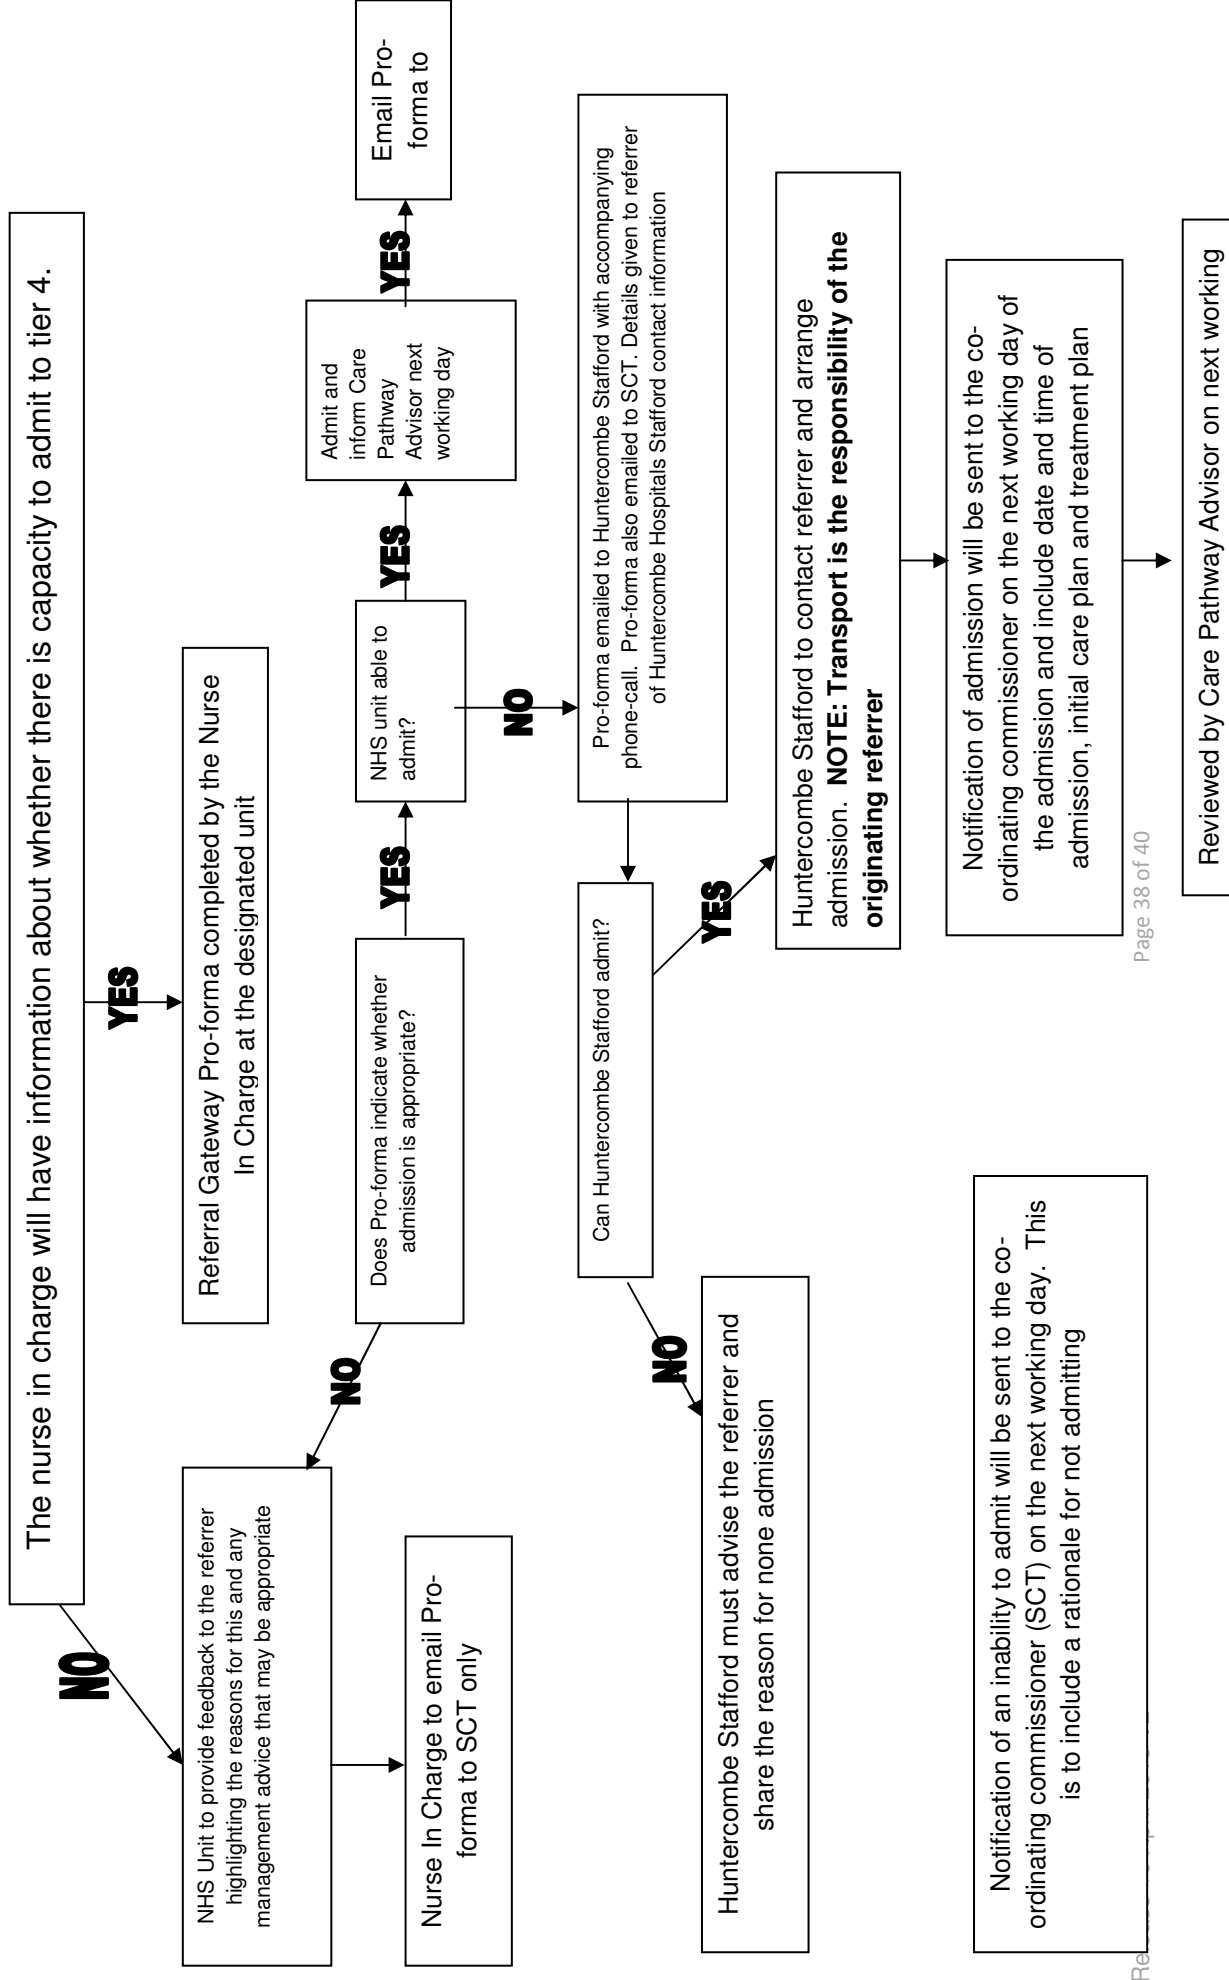 The nurse in charge will have information about whether there is capacity to admit to tier 4.
NO
YES
NHS Unit to provide feedback to the referrer
highlighting the reasons for this and any
management advice that may be appropriate
Referral Gateway Pro-forma completed by the Nurse
In Charge at the designated unit
NO
Nurse In Charge to email Pro-
forma to SCT only
Does Pro-forma indicate whether
admission is appropriate?
YES
NHS unit able to
admit?
YES
Admit and
inform Care
Pathway
Advisor next
working day
YES
Email Pro-
forma to
NO
Can Huntercombe Stafford admit?
Pro-forma emailed to Huntercombe Stafford with accompanying
phone-call. Pro-forma also emailed to SCT. Details given to referrer
of Huntercombe Hospitals Stafford contact information
NO
YES
Huntercombe Stafford must advise the referrer and
share the reason for none admission
Huntercombe Stafford to contact referrer and arrange
admission. NOTE: Transport is the responsibility of the
originating referrer
Notification of an inability to admit will be sent to the co-
ordinating commissioner (SCT) on the next working day. This
is to include a rationale for not admitting
Notification of admission will be sent to the co-
ordinating commissioner on the next working day of
the admission and include date and time of
admission, initial care plan and treatment plan
Page 38 of 40
Reviewed by Care Pathway Advisor on next working